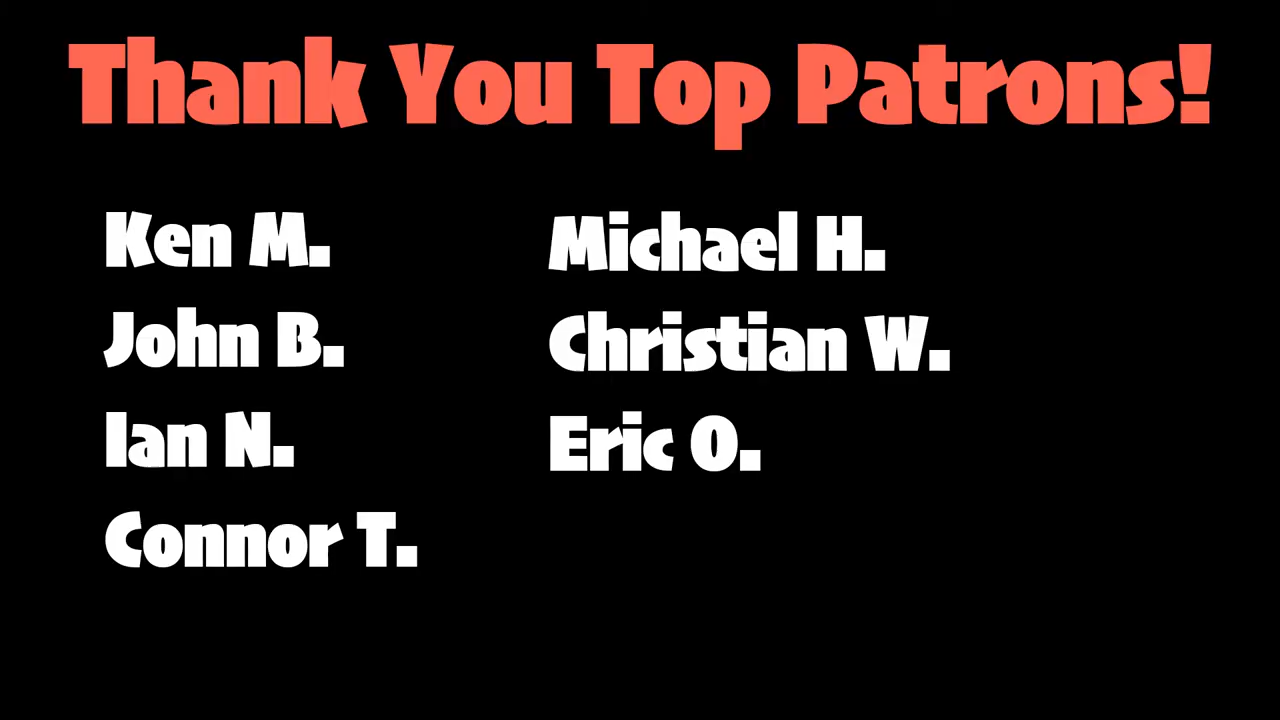 Thank You Top Patrons!
Ken M.
John B.
Ian N.
Connor T.
Michael H.
Christian W.
Eric O.